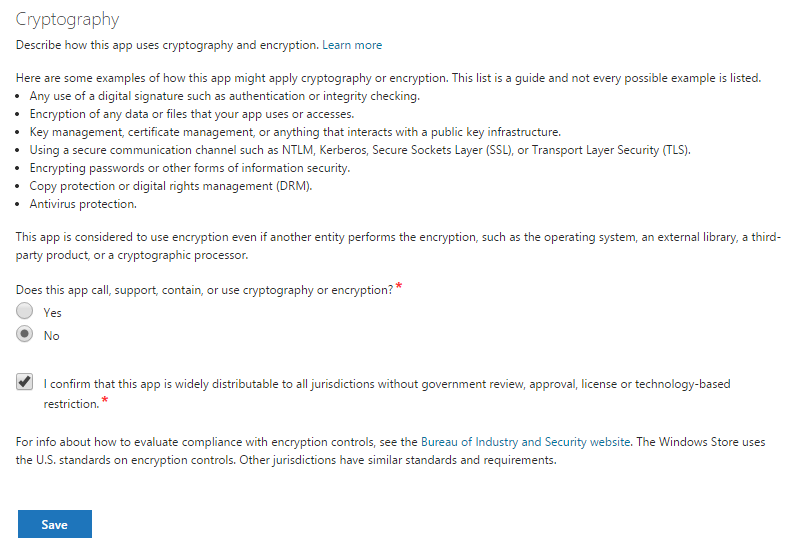 Cryptography
Describe how this app uses cryptography and encryption. Learn more
Here are some examples of how this app might apply cryptography or encryption. This list is a guide and not every possible example is listed.
• Any use of a digital signature such as authentication or integrity checking.
• Encryption of any data or files that your app uses or accesses.
• Key management, certificate management, or anything that interacts with a public key infrastructure.
• Using a secure communication channel such as NTLM, Kerberos, Secure Sockets Layer (SSL), or Transport Layer Security (TLS).
• Encrypting passwords or other forms of information security.
• Copy protection or digital rights management (DRM).
• Antivirus protection.
This app is considered to use encryption even if another entity performs the encryption, such as the operating system, an external library, a third-
party product, or a cryptographic processor.
Does this app call, support, contain, or use cryptography or encryption? *
Yes
No
I confirm that this app is widely distributable to all jurisdictions without government review, approval, license or technology-based
restriction. *
For info about how to evaluate compliance with encryption controls, see the Bureau of Industry and Security website. The Windows Store uses
the U.S. standards on encryption controls. Other jurisdictions have similar standards and requirements.
Save